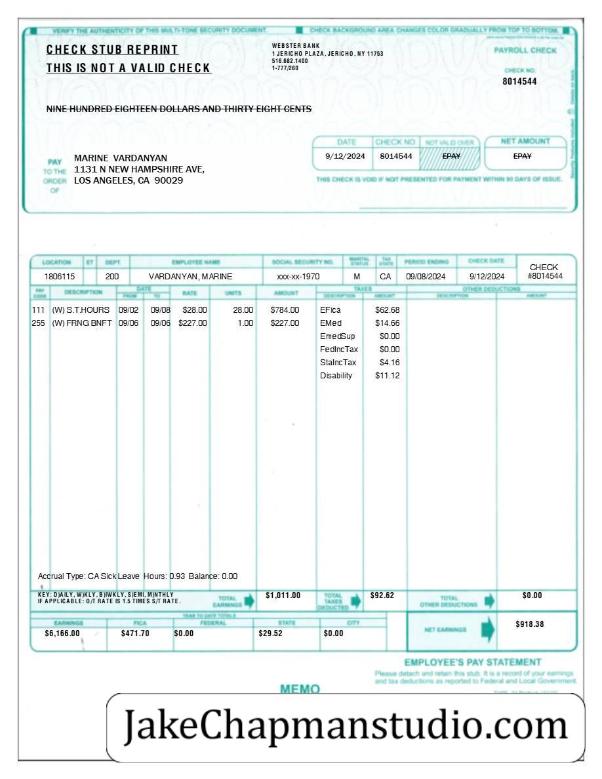 VERIFY THE AUTHENTICITY OF THIS MULTI-TONE SECURITY DOCUMENT. CHECK BACKGROUND AREA CHANGES COLOR GRADUALLY FROM TOP TO BOTTOM.
CHECK STUB REPRINT
THIS IS NOT A VALID CHECK
WEBSTER BANK
1 JERICHO PLAZA, JERICHO, NY 11753
516.682.1400
1-777/260
PAYROLL CHECK
CHECK NO.
8014544
NINE HUNDRED EIGHTEEN DOLLARS AND THIRTY EIGHT CENTS
DATE CHECK NO NOT VALID OVER NET AMOUNT
9/12/2024 8014544 EPAY EPAY
PAY TO THE ORDER OF
MARINE VARDANYAN
1131 N NEW HAMPSHIRE AVE,
LOS ANGELES, CA 90029
THIS CHECK IS VOID IF NOT PRESENTED FOR PAYMENT WITHIN 90 DAYS OF ISSUE.
LOCATION ET DEPT. EMPLOYEE NAME SOCIAL SECURITY NO. MARITAL STATUS TAX STATE PERIOD ENDING CHECK DATE CHECK
1806115 200 VARDANYAN, MARINE xxx-xx-1970 M CA 09/08/2024 9/12/2024 #8014544
PAY CODE DESCRIPTION DATE FROM TO RATE UNITS AMOUNT TAXES DESCRIPTION AMOUNT OTHER DEDUCTIONS DESCRIPTION AMOUNT
111 (W) S.T.HOURS 09/02 09/08 $28.00 28.00 $784.00 EFica $62.68
255 (W) FRNG BNFT 09/06 09/06 $227.00 1.00 $227.00 EMed $14.66
EmedSup $0.00
FedIncTax $0.00
StaIncTax $4.16
Disability $11.12
Accrual Type: CA SickLeave Hours: 0.93 Balance: 0.00
KEY: D)AILY, W)KLY, B)IWKLY, S)EMI, M)NTHLY
IF APPLICABLE: O/T RATE IS 1.5 TIMES S/T RATE.
TOTAL EARNINGS $1,011.00 TOTAL TAXES DEDUCTED $92.62 TOTAL OTHER DEDUCTIONS $0.00
YEAR TO DATE TOTALS
EARNINGS FICA FEDERAL STATE CITY NET EARNINGS $918.38
$6,166.00 $471.70 $0.00 $29.52 $0.00
EMPLOYEE'S PAY STATEMENT
Please detach and retain this stub. It is a record of your earnings
and tax deductions as reported to Federal and Local Government.
MEMO
JakeChapmanstudio.com